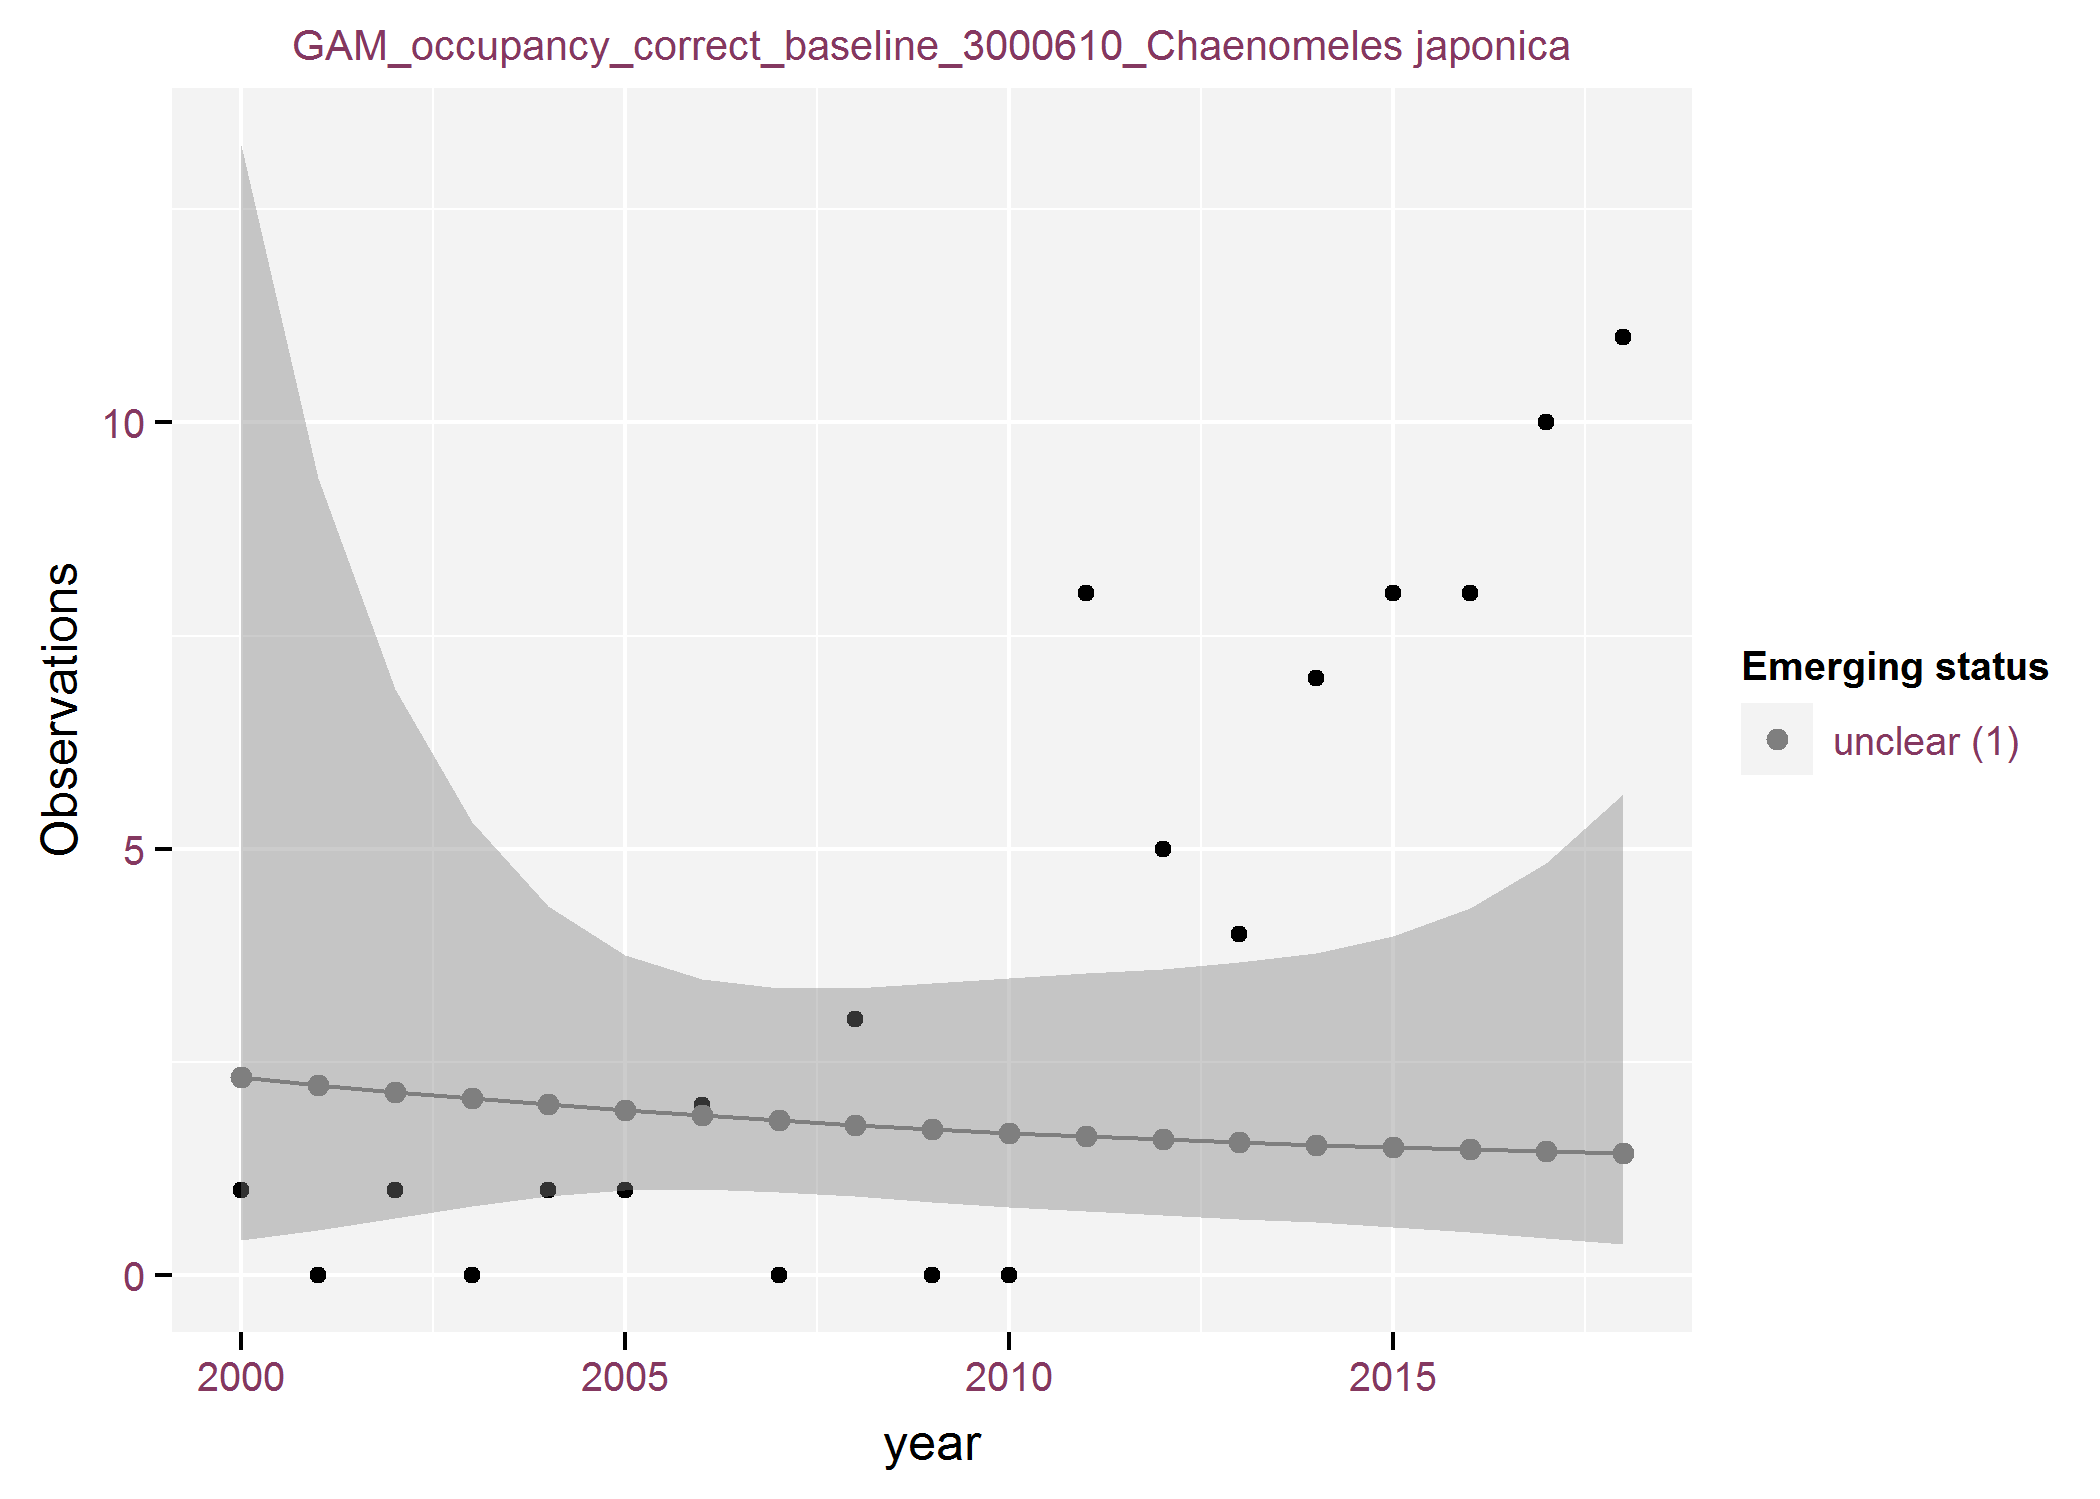 GAM_occupancy_correct_baseline_3000610_Chaenomeles japonica
Observations
10
5
0
2000 2005 2010 2015
year
Emerging status
unclear (1)